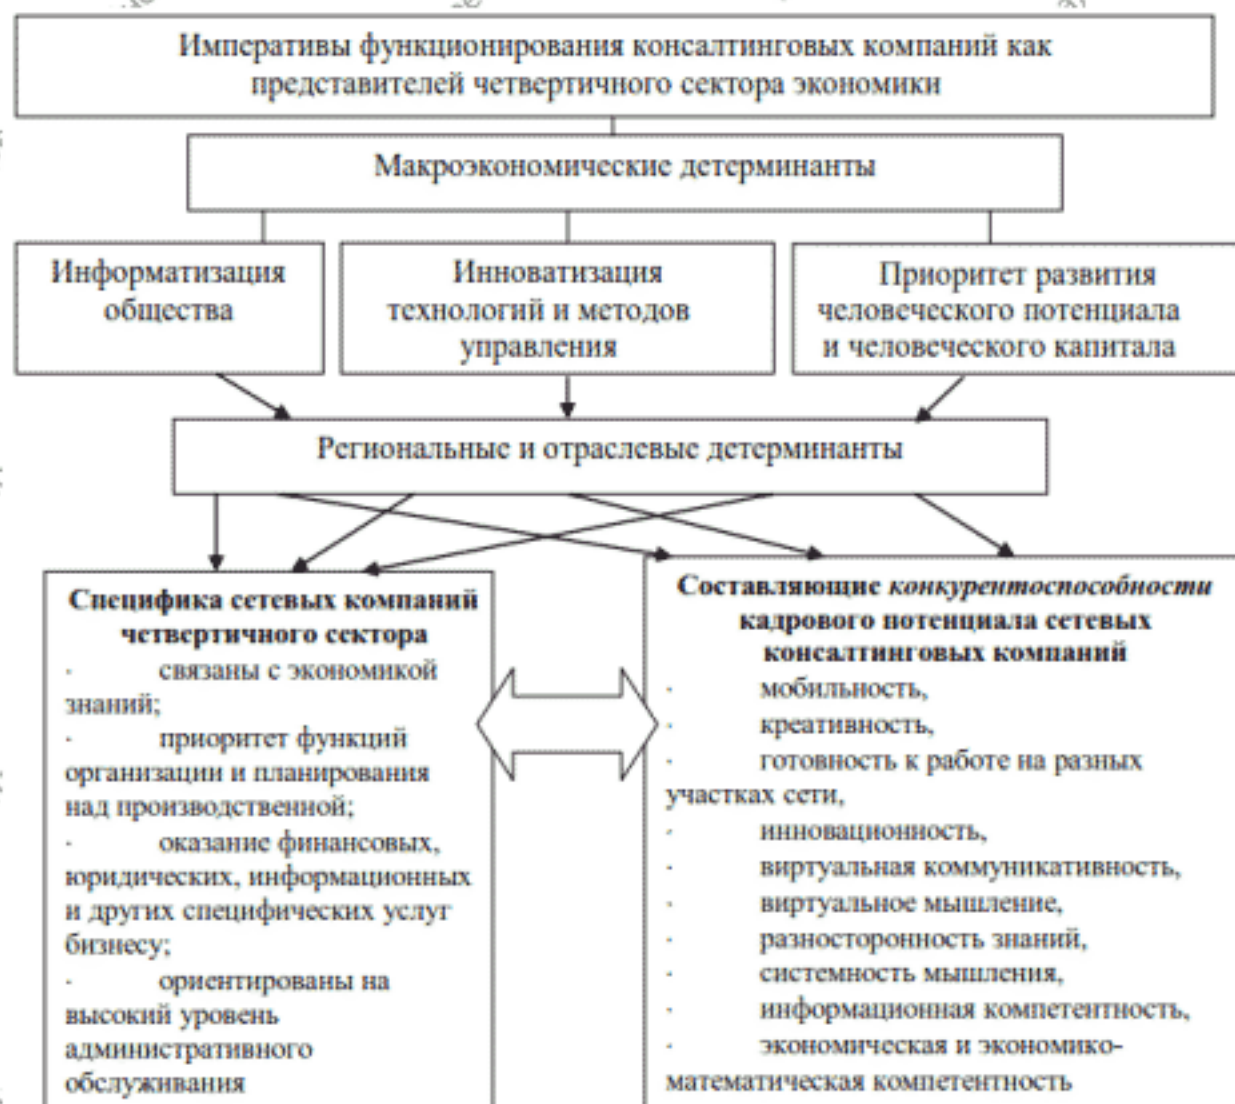 Императивы функционирования консалтинговых компаний как
представителей четвертичного сектора экономики
Макроэкономические детерминанты
Информатизация
общества
Инноватизация
технологий и методов
управления
Приоритет развития
человеческого потенциала
и человеческого капитала
Региональные и отраслевые детерминанты
Специфика сетевых компаний
четвертичного сектора
· связаны с экономикой
знаний;
· приоритет функций
организации и планирования
над производственной;
· оказание финансовых,
юридических, информационных
и других специфических услуг
бизнесу;
· ориентированы на
высокий уровень
административного
обслуживания
Составляющие конкурентоспособности
кадрового потенциала сетевых
консалтинговых компаний
· мобильность,
· креативность,
· готовность к работе на разных
участках сети,
· инновационность,
· виртуальная коммуникативность,
· виртуальное мышление,
· разносторонность знаний,
· системность мышления,
· информационная компетентность,
· экономическая и экономико-
математическая компетентность